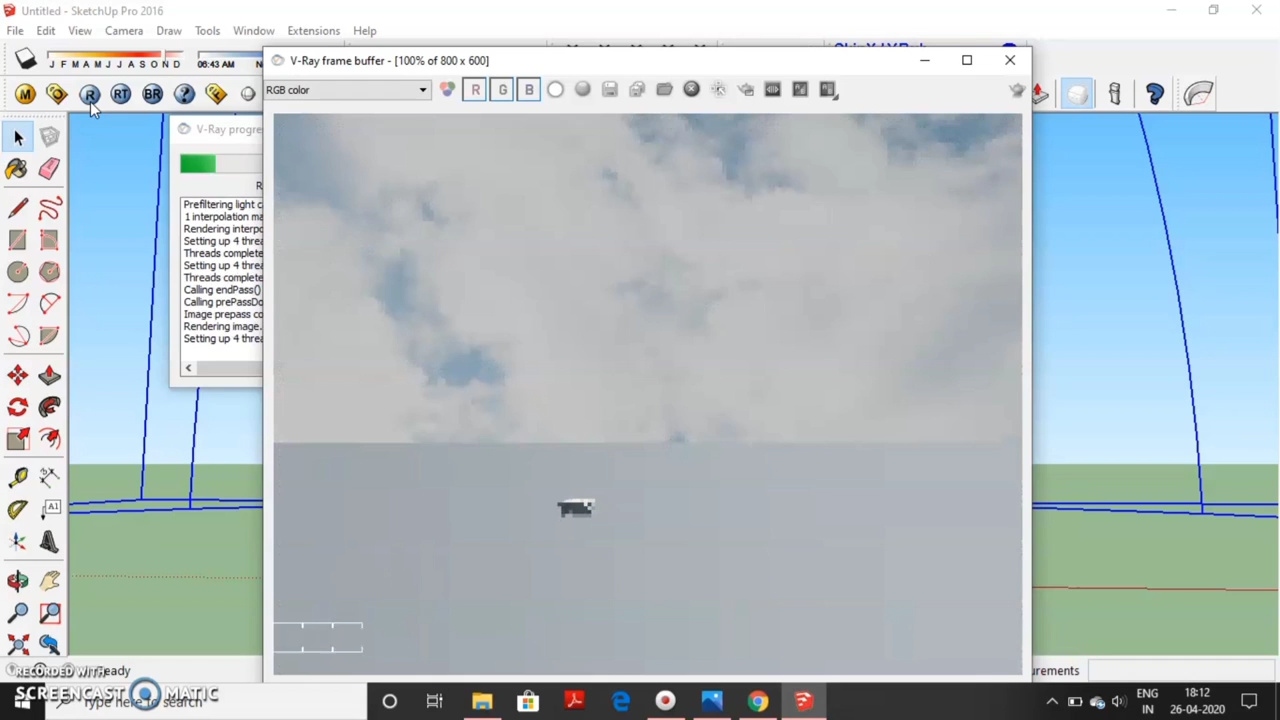 Untitled - SketchUp Pro 2016
File Edit View Camera Draw Tools Window Extensions Help
V-Ray frame buffer - [100% of 800 x 600]
J F M A M J J A S O N D
06:43 AM
M R RT BR
RGB color
R G B
V-Ray progre
Prefiltering light c
1 interpolation ma
Rendering interpo
Setting up 4 threa
Threads complete
Setting up 4 threa
Threads complete
Calling endPass()
Calling prePassDo
Image prepass co
Rendering image.
Setting up 4 threa
A1
Ready
urements
RECORDED WITH
SCREENCAST MATIC
Type here to search
ENG
IN
18:12
26-04-2020